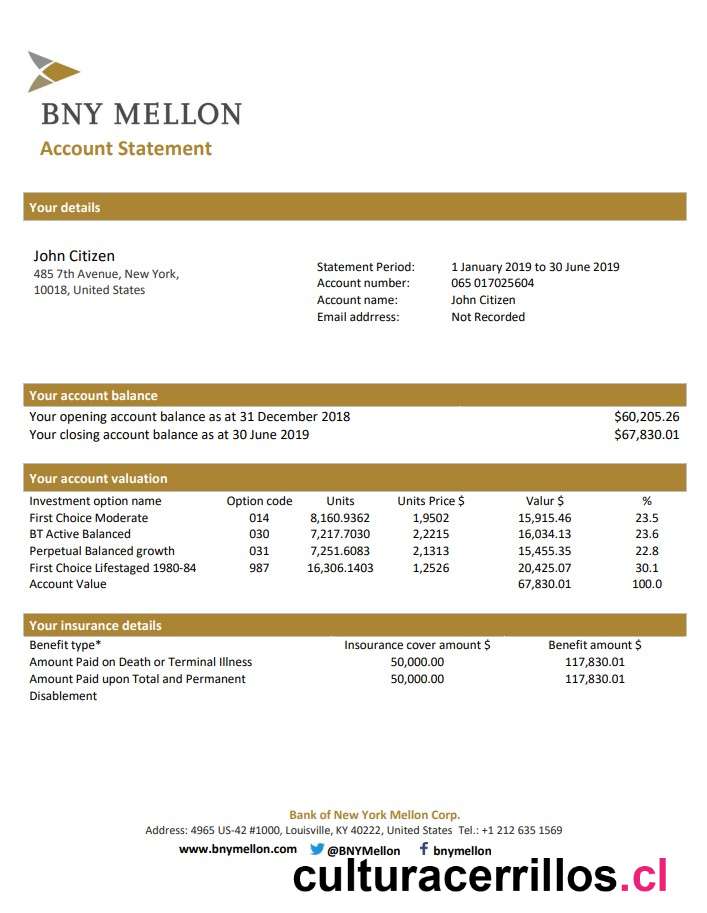 BNY MELLON
Account Statement
Your details
John Citizen
485 7th Avenue, New York,
10018, United States
Statement Period: 1 January 2019 to 30 June 2019
Account number: 065 017025604
Account name: John Citizen
Email addrress: Not Recorded
Your account balance
Your opening account balance as at 31 December 2018 $60,205.26
Your closing account balance as at 30 June 2019 $67,830.01
Your account valuation
Investment option name Option code Units Units Price $ Valur $ %
First Choice Moderate 014 8,160.9362 1,9502 15,915.46 23.5
BT Active Balanced 030 7,217.7030 2,2215 16,034.13 23.6
Perpetual Balanced growth 031 7,251.6083 2,1313 15,455.35 22.8
First Choice Lifestaged 1980-84 987 16,306.1403 1,2526 20,425.07 30.1
Account Value 67,830.01 100.0
Your insurance details
Benefit type* Insourance cover amount $ Benefit amount $
Amount Paid on Death or Terminal Illness 50,000.00 117,830.01
Amount Paid upon Total and Permanent 50,000.00 117,830.01
Disablement
Bank of New York Mellon Corp.
Address: 4965 US-42 #1000, Louisville, KY 40222, United States Tel.: +1 212 635 1569
www.bnymellon.com @BNYMellon f bnymellon
culturacerrillos.cl